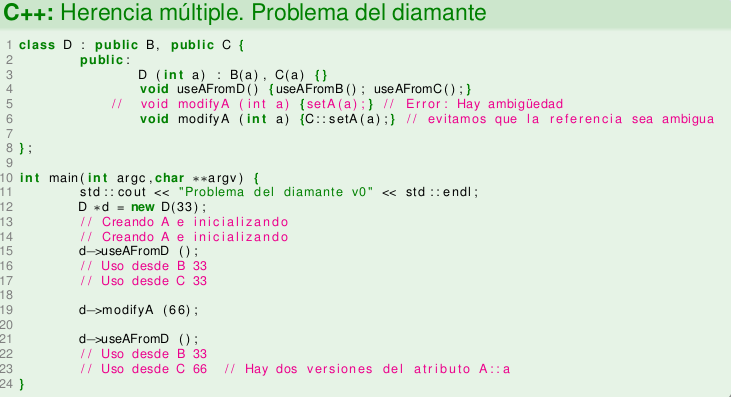 C++: Herencia múltiple. Problema del diamante
1 class D : public B, public C {
2 public:
3 D (int a) : B(a), C(a) {}
4 void useAFromD() {useAFromB(); useAFromC();}
5 // void modifyA (int a) {setA(a);} // Error: Hay ambigüedad
6 void modifyA (int a) {C::setA(a);} // evitamos que la referencia sea ambigua
7
8 };
9
10 int main(int argc,char **argv) {
11 std::cout << "Problema del diamante v0" << std::endl;
12 D *d = new D(33);
13 // Creando A e inicializando
14 // Creando A e inicializando
15 d->useAFromD ();
16 // Uso desde B 33
17 // Uso desde C 33
18
19 d->modifyA (66);
20
21 d->useAFromD ();
22 // Uso desde B 33
23 // Uso desde C 66 // Hay dos versiones del atributo A::a
24 }